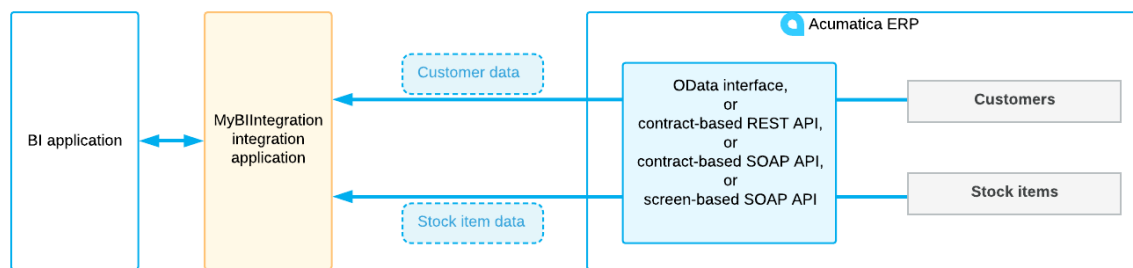 Acumatica ERP
BI application
MyBIIntegration
integration
application
Customer data
Stock item data
OData interface,
or
contract-based REST API,
or
contract-based SOAP API,
or
screen-based SOAP API
Customers
Stock items